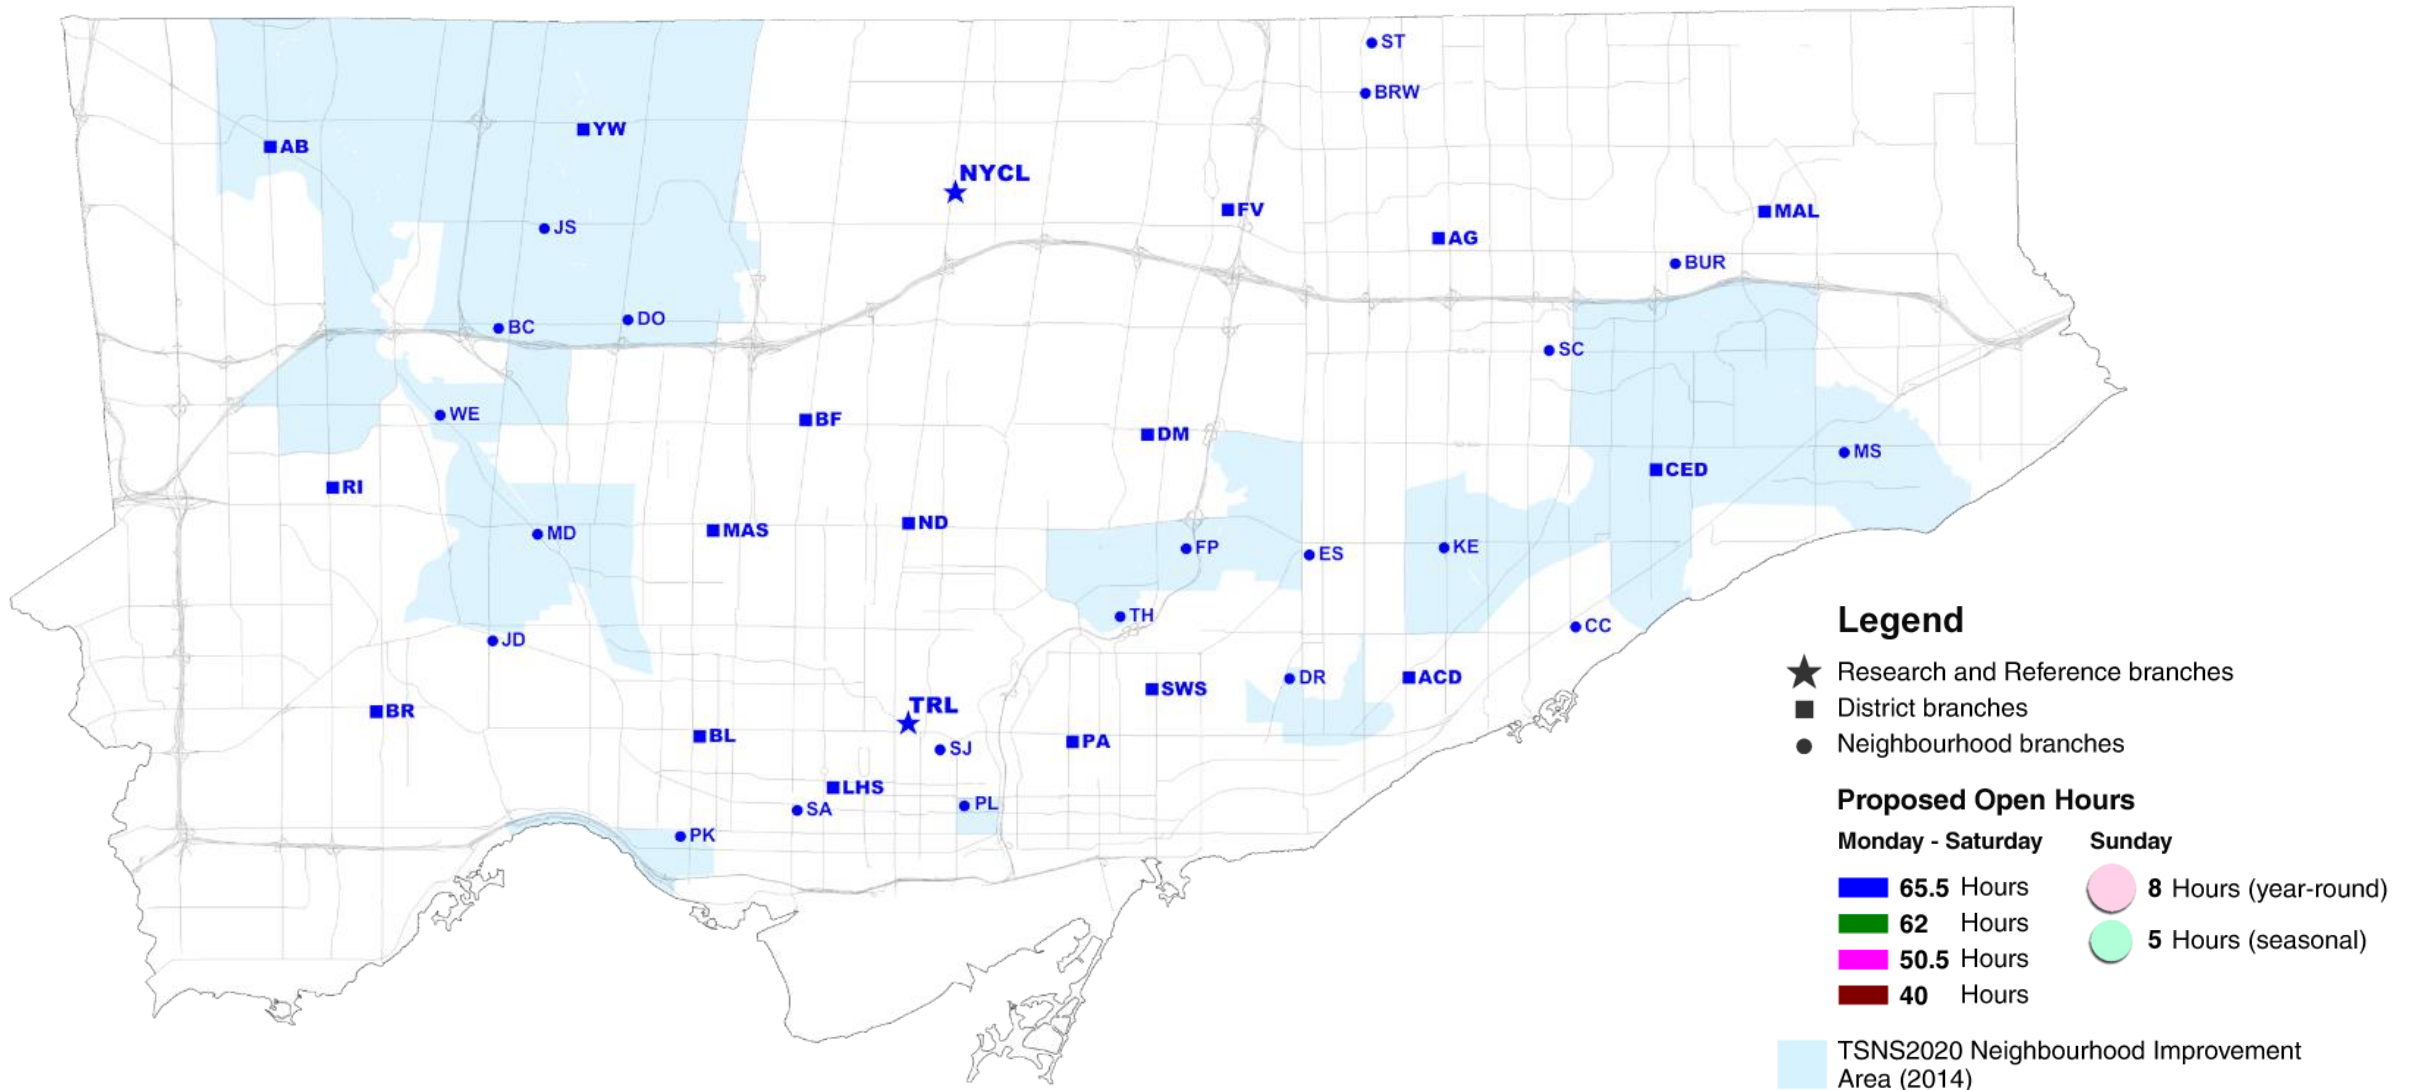 ST
BRW
YW
AB
NYCL
FV
MAL
JS
AG
BUR
DO
BC
SC
WE
BF
DM
MS
CED
RI
ND
MAS
MD
FP
ES
KE
TH
CC
JD
DR
ACD
SWS
TRL
BR
BL
PA
SJ
LHS
PL
SA
PK
Legend
Research and Reference branches
District branches
Neighbourhood branches
Proposed Open Hours
Monday - Saturday Sunday
65.5 Hours 8 Hours (year-round)
62 Hours
5 Hours (seasonal)
50.5 Hours
40 Hours
TSNS2020 Neighbourhood Improvement
Area (2014)